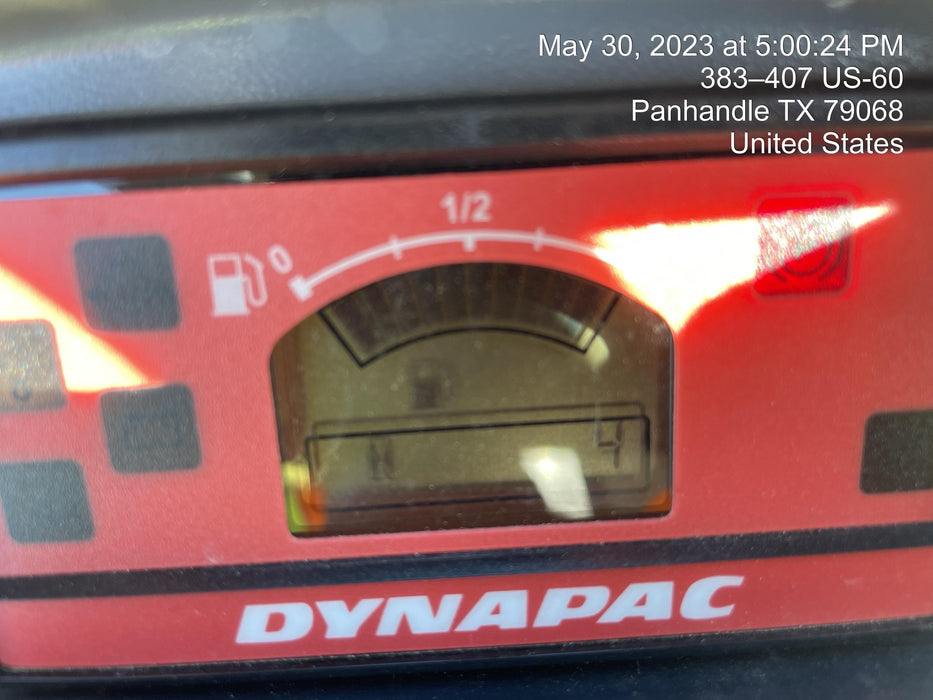 May 30, 2023 at 5:00:24 PM
383–407 US-60
Panhandle TX 79068
United States
1/2
0
N 4
DYNAPAC